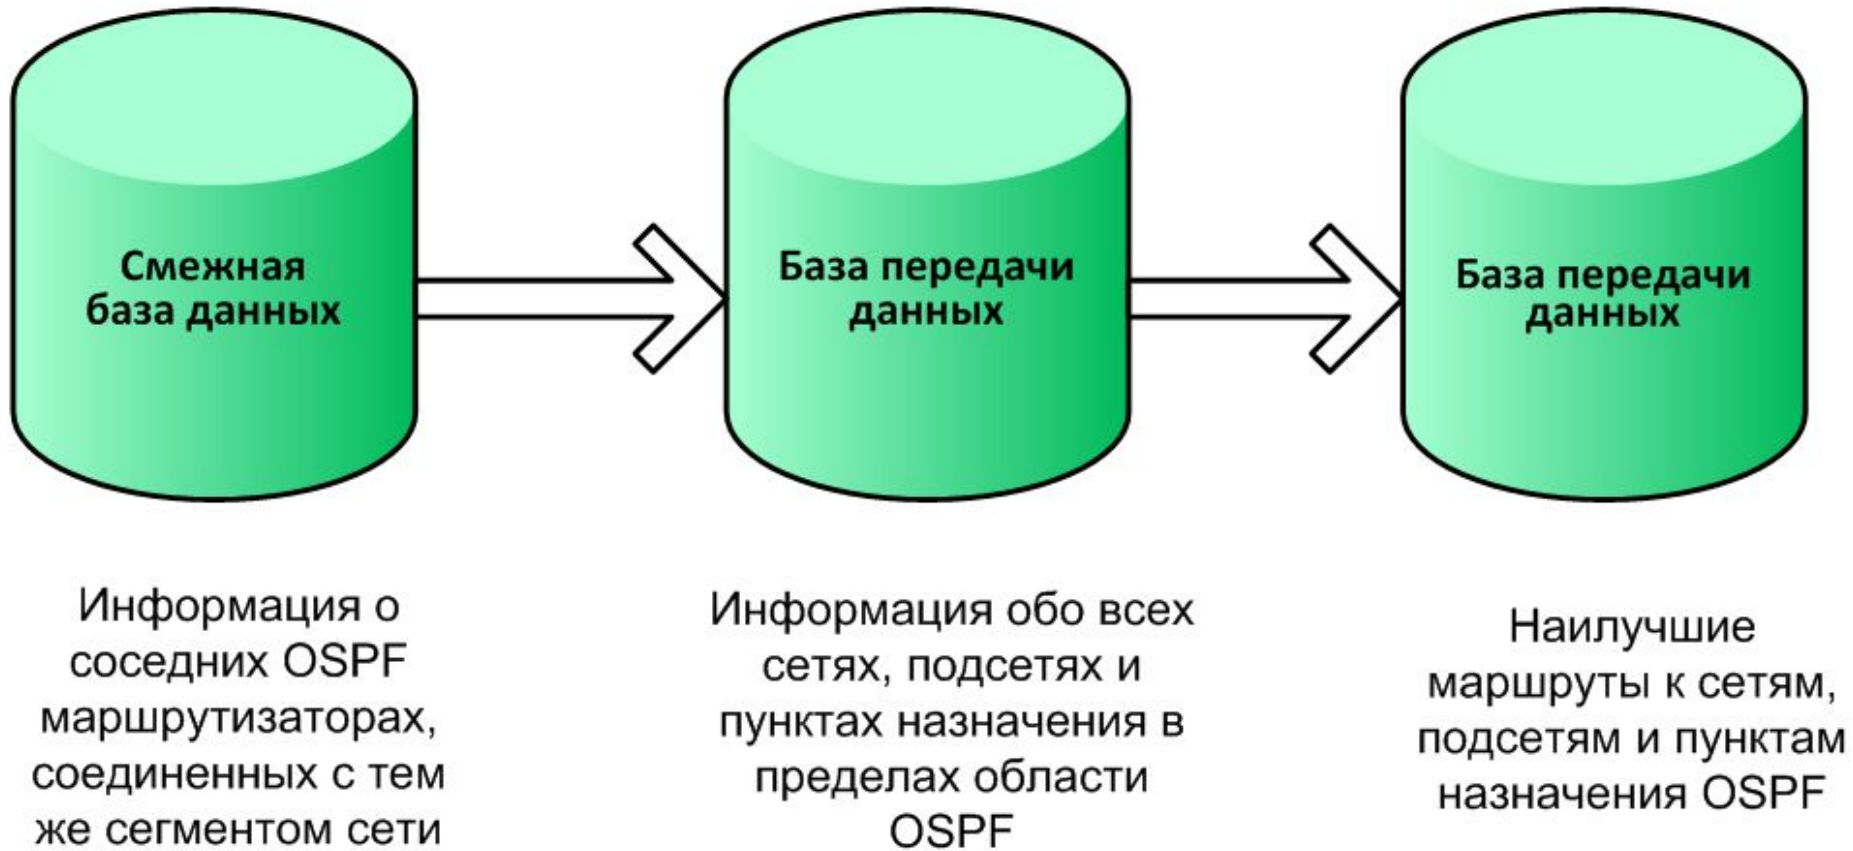 Смежная
база данных
База передачи
данных
База передачи
данных
Информация о
соседних OSPF
маршрутизаторах,
соединенных с тем
же сегментом сети
Информация обо всех
сетях, подсетях и
пунктах назначения в
пределах области
OSPF
Наилучшие
маршруты к сетям,
подсетям и пунктам
назначения OSPF